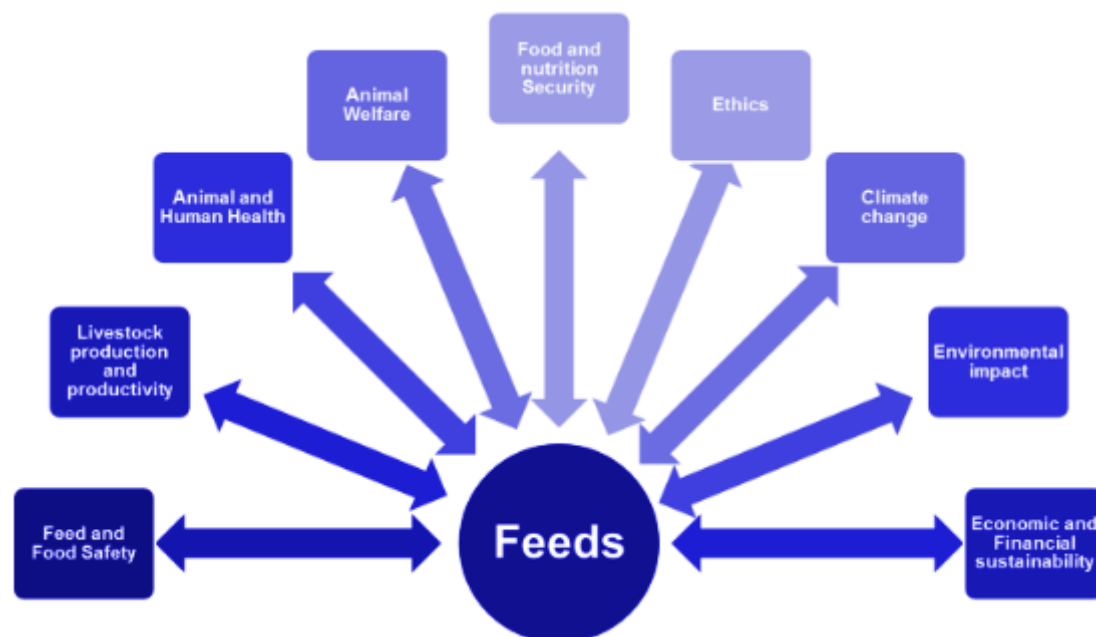 Food and
nutrition
Security
Animal
Welfare
Ethics
Animal and
Human Health
Climate
change
Livestock
production
and
productivity
Environmental
impact
Feed and
Food Safety
Feeds
Economic and
Financial
sustainability